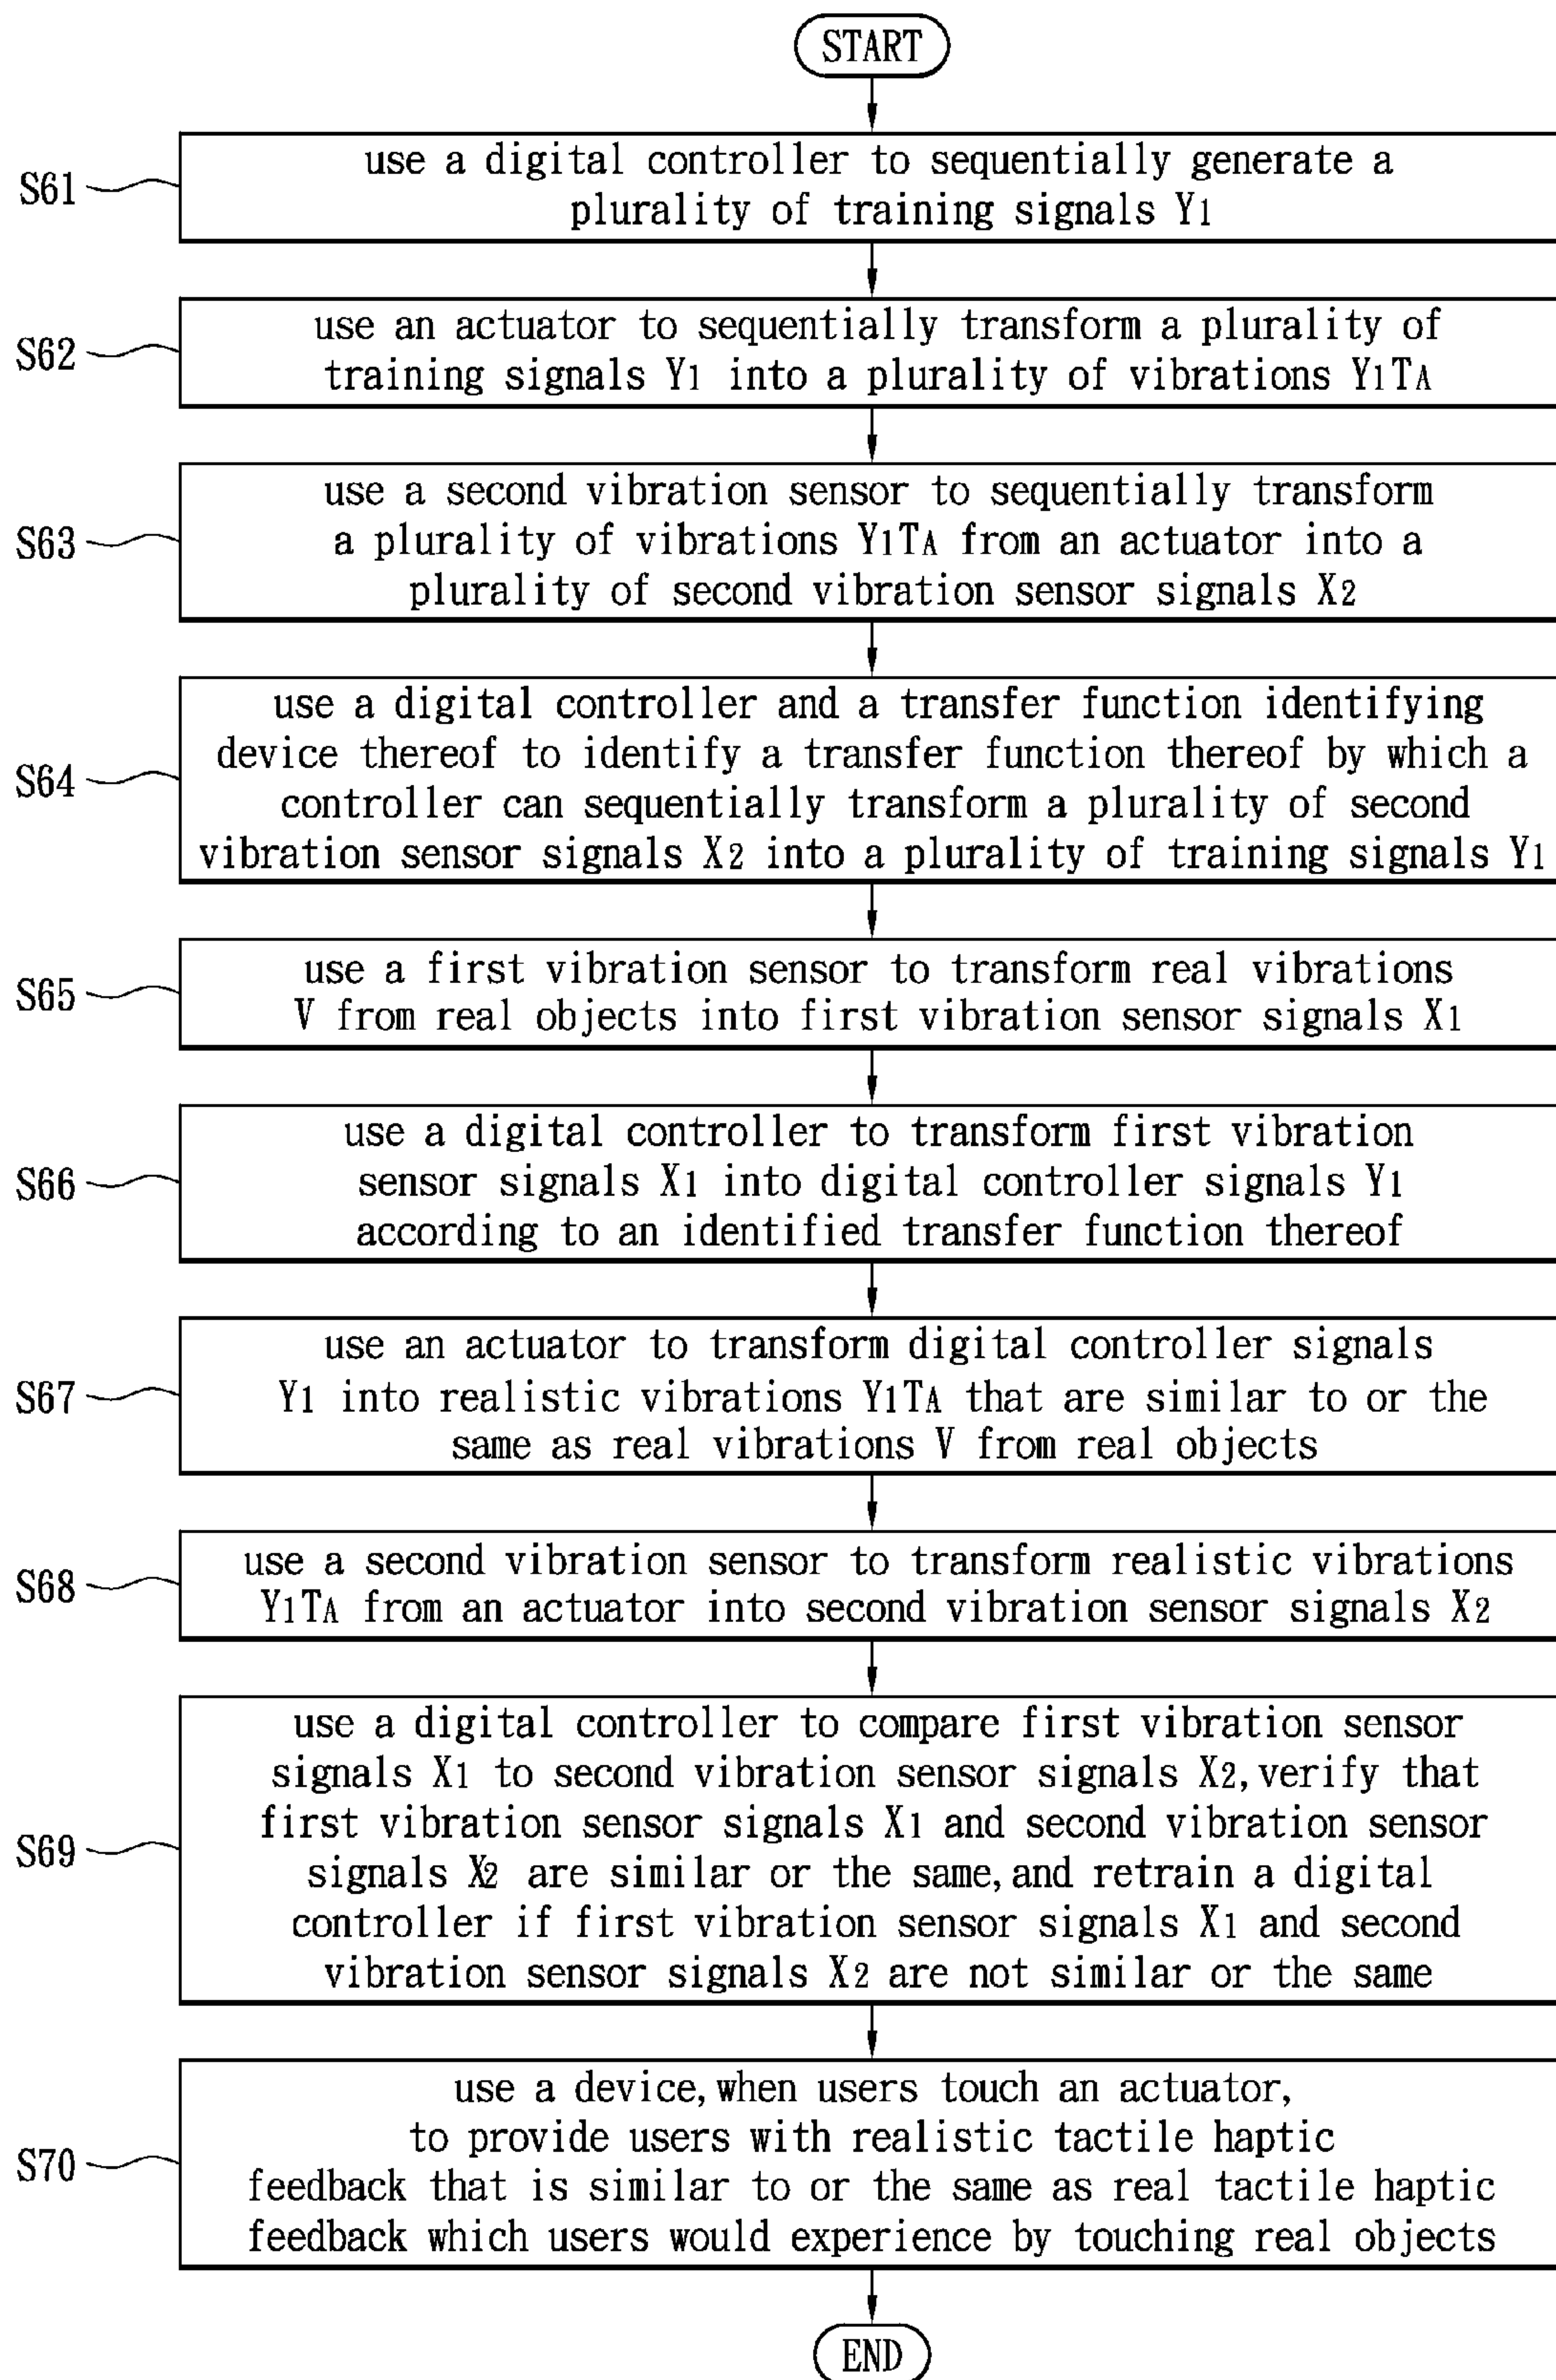 START
S61
use a digital controller to sequentially generate a
plurality of training signals Y1
S62
use an actuator to sequentially transform a plurality of
training signals Y1 into a plurality of vibrations Y1TA
S63
use a second vibration sensor to sequentially transform
a plurality of vibrations Y1TA from an actuator into a
plurality of second vibration sensor signals X2
S64
use a digital controller and a transfer function identifying
device thereof to identify a transfer function thereof by which a
controller can sequentially transform a plurality of second
vibration sensor signals X2 into a plurality of training signals Y1
S65
use a first vibration sensor to transform real vibrations
V from real objects into first vibration sensor signals X1
S66
use a digital controller to transform first vibration
sensor signals X1 into digital controller signals Y1
according to an identified transfer function thereof
S67
use an actuator to transform digital controller signals
Y1 into realistic vibrations Y1TA that are similar to or the
same as real vibrations V from real objects
S68
use a second vibration sensor to transform realistic vibrations
Y1TA from an actuator into second vibration sensor signals X2
S69
use a digital controller to compare first vibration sensor
signals X1 to second vibration sensor signals X2, verify that
first vibration sensor signals X1 and second vibration sensor
signals X2 are similar or the same, and retrain a digital
controller if first vibration sensor signals X1 and second
vibration sensor signals X2 are not similar or the same
S70
use a device, when users touch an actuator,
to provide users with realistic tactile haptic
feedback that is similar to or the same as real tactile haptic
feedback which users would experience by touching real objects
END